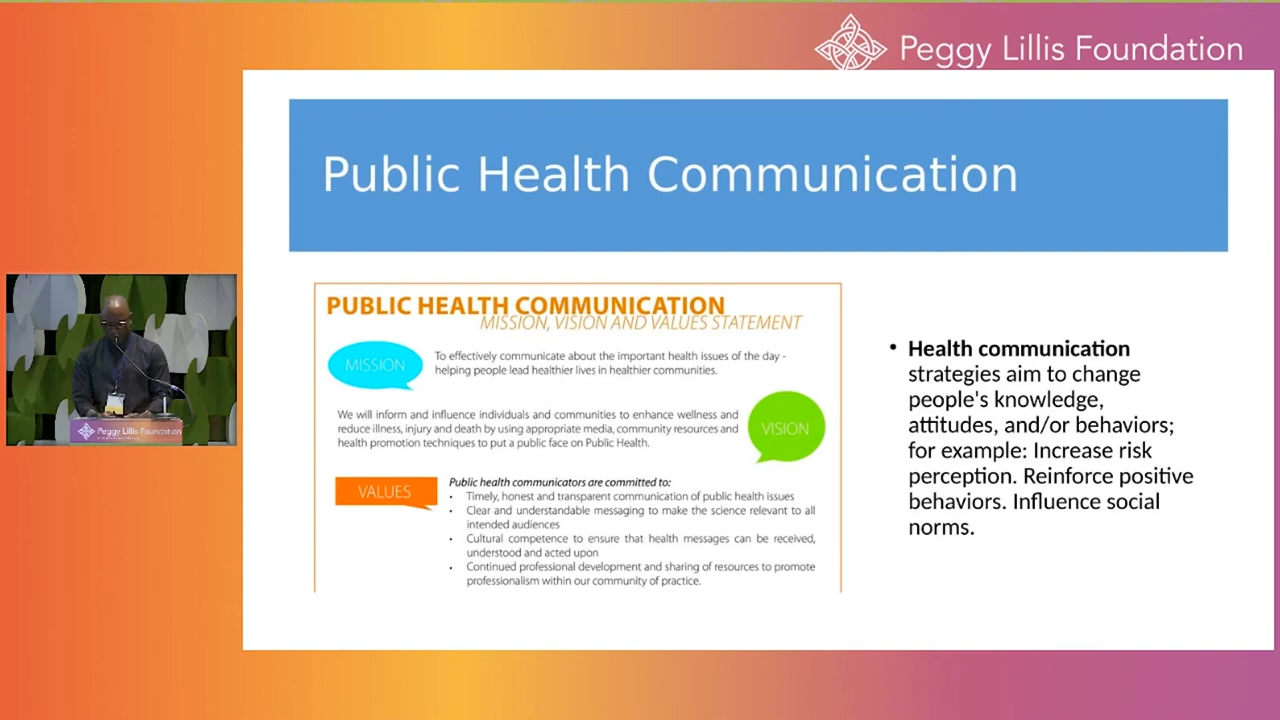 Peggy Lillis Foundation
Public Health Communication
PUBLIC HEALTH COMMUNICATION
MISSION, VISION AND VALUES STATEMENT
MISSION
To effectively communicate about the important health issues of the day -
helping people lead healthier lives in healthier communities.
We will inform and influence individuals and communities to enhance wellness and
reduce illness, injury and death by using appropriate media, community resources and
health promotion techniques to put a public face on Public Health.
VISION
VALUES
Public health communicators are committed to:
• Timely, honest and transparent communication of public health issues
• Clear and understandable messaging to make the science relevant to all
intended audiences
• Cultural competence to ensure that health messages can be received,
understood and acted upon
• Continued professional development and sharing of resources to promote
professionalism within our community of practice.
• Health communication
strategies aim to change
people's knowledge,
attitudes, and/or behaviors;
for example: Increase risk
perception. Reinforce positive
behaviors. Influence social
norms.
Peggy Lillis Foundation